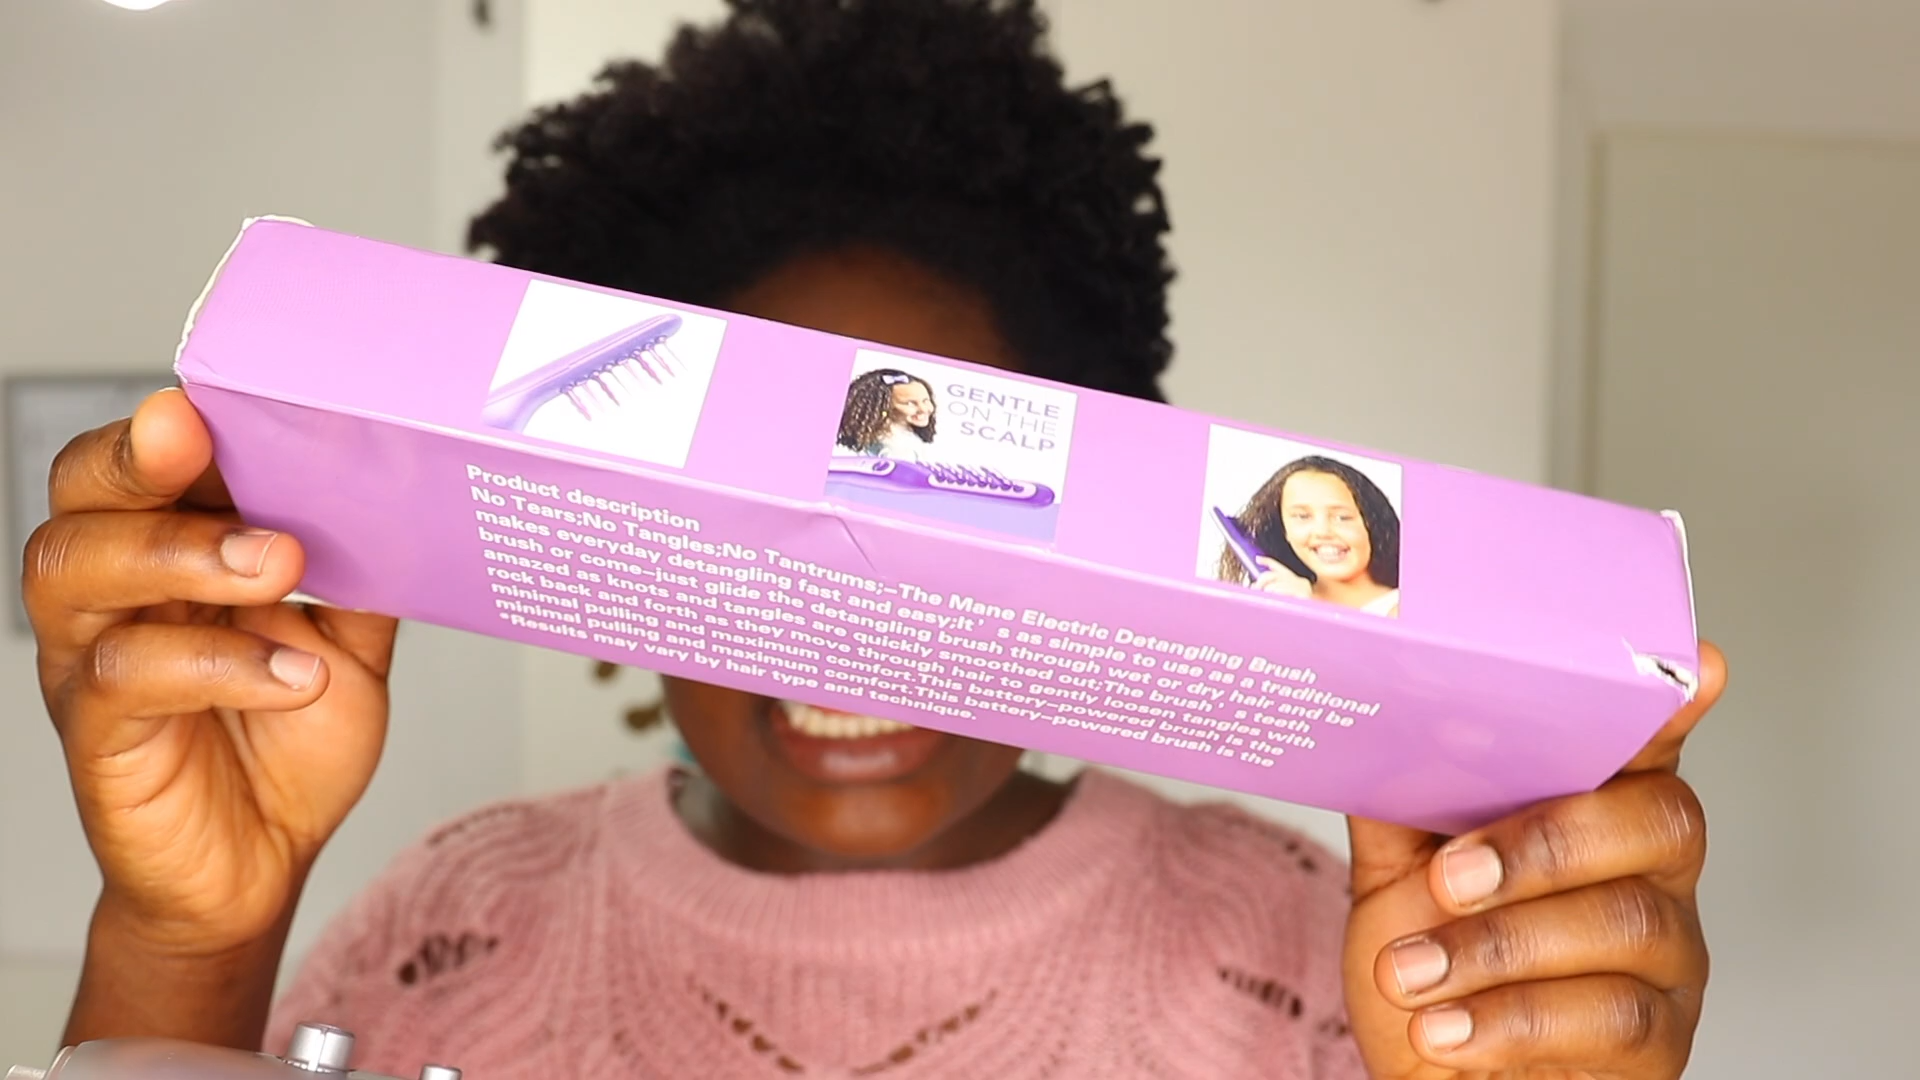 GENTLE
ON THE
SCALP
Product description
No Tears;No Tangles;No Tantrums;-The Mane Electric Detangling Brush
makes everyday detangling fast and easy;It' s as simple to use as a traditional
brush or come-just glide the detangling brush through wet or dry hair and be
amazed as knots and tangles are quickly smoothed out;The brush' s teeth
rock back and forth as they move through hair to gently loosen tangles with
minimal pulling and maximum comfort.This battery-powered brush is the
minimal pulling and maximum comfort.This battery-powered brush is the
*Results may vary by hair type and technique.